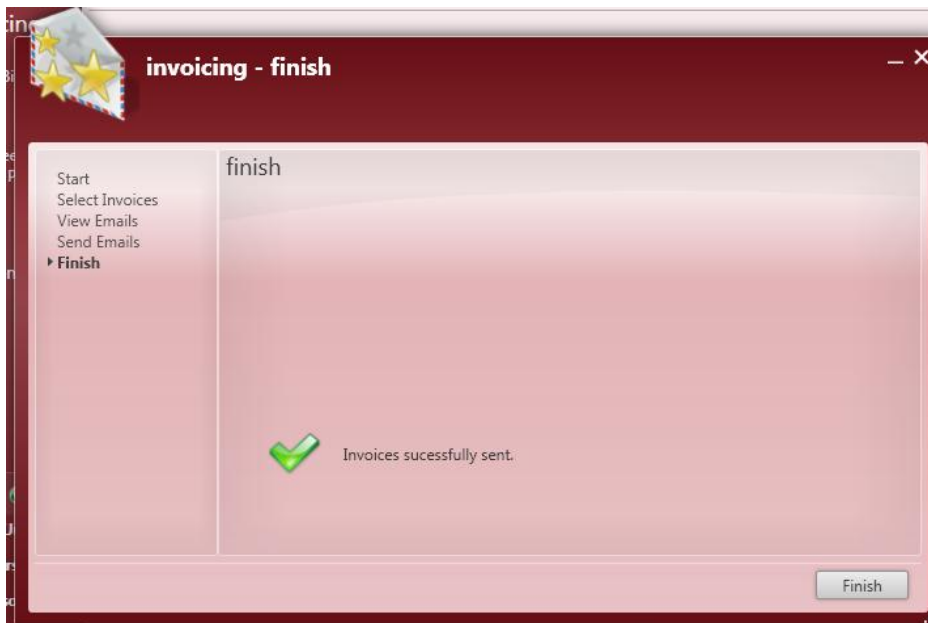 invoicing - finish
Start
Select Invoices
View Emails
Send Emails
Finish
finish
Invoices sucessfully sent.
Finish